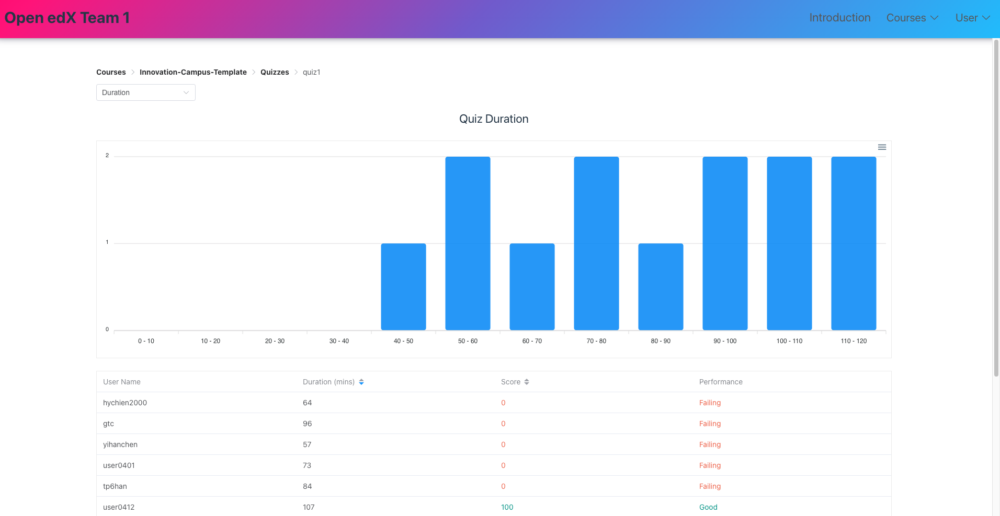 Open edX Team 1
Introduction Courses User
Courses Innovation-Campus-Template Quizzes quiz1
Duration
Quiz Duration
2
1
0
0 - 10 10 - 20 20 - 30 30 - 40 40 - 50 50 - 60 60 - 70 70 - 80 80 - 90 90 - 100 100 - 110 110 - 120
User Name Duration (mins) Score Performance
hychien2000 64 0 Failing
gtc 96 0 Failing
yihanchen 57 0 Failing
user0401 73 0 Failing
tp6han 84 0 Failing
user0412 107 100 Good